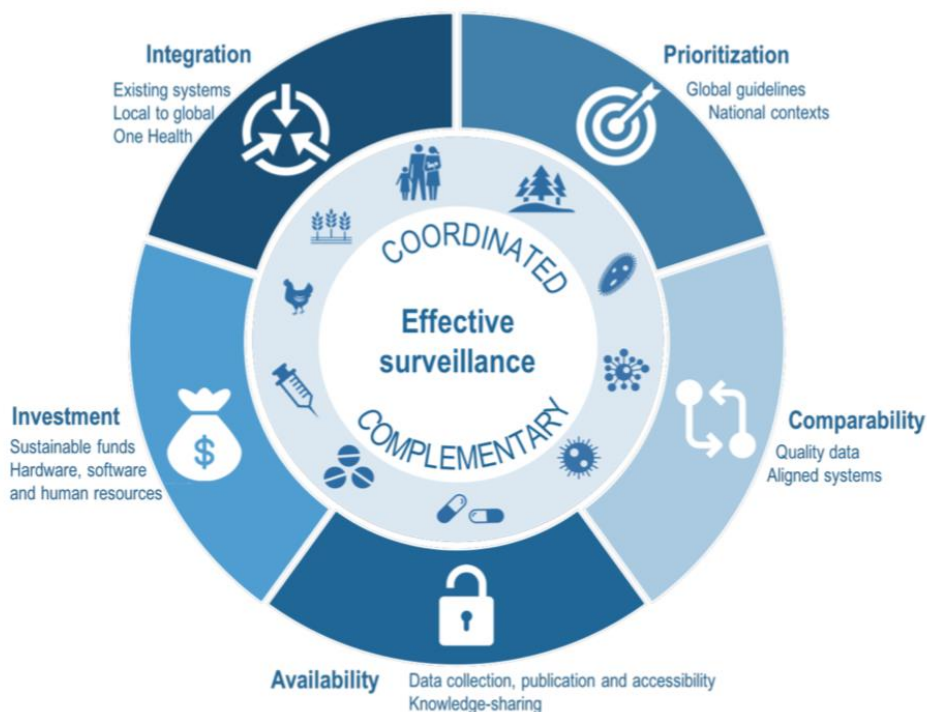 Integration
Existing systems
Local to global
One Health
Prioritization
Global guidelines
National contexts
COORDINATED
Effective
surveillance
COMPLEMENTARY
Investment
Sustainable funds
Hardware, software
and human resources
$
Comparability
Quality data
Aligned systems
Availability
Data collection, publication and accessibility
Knowledge-sharing